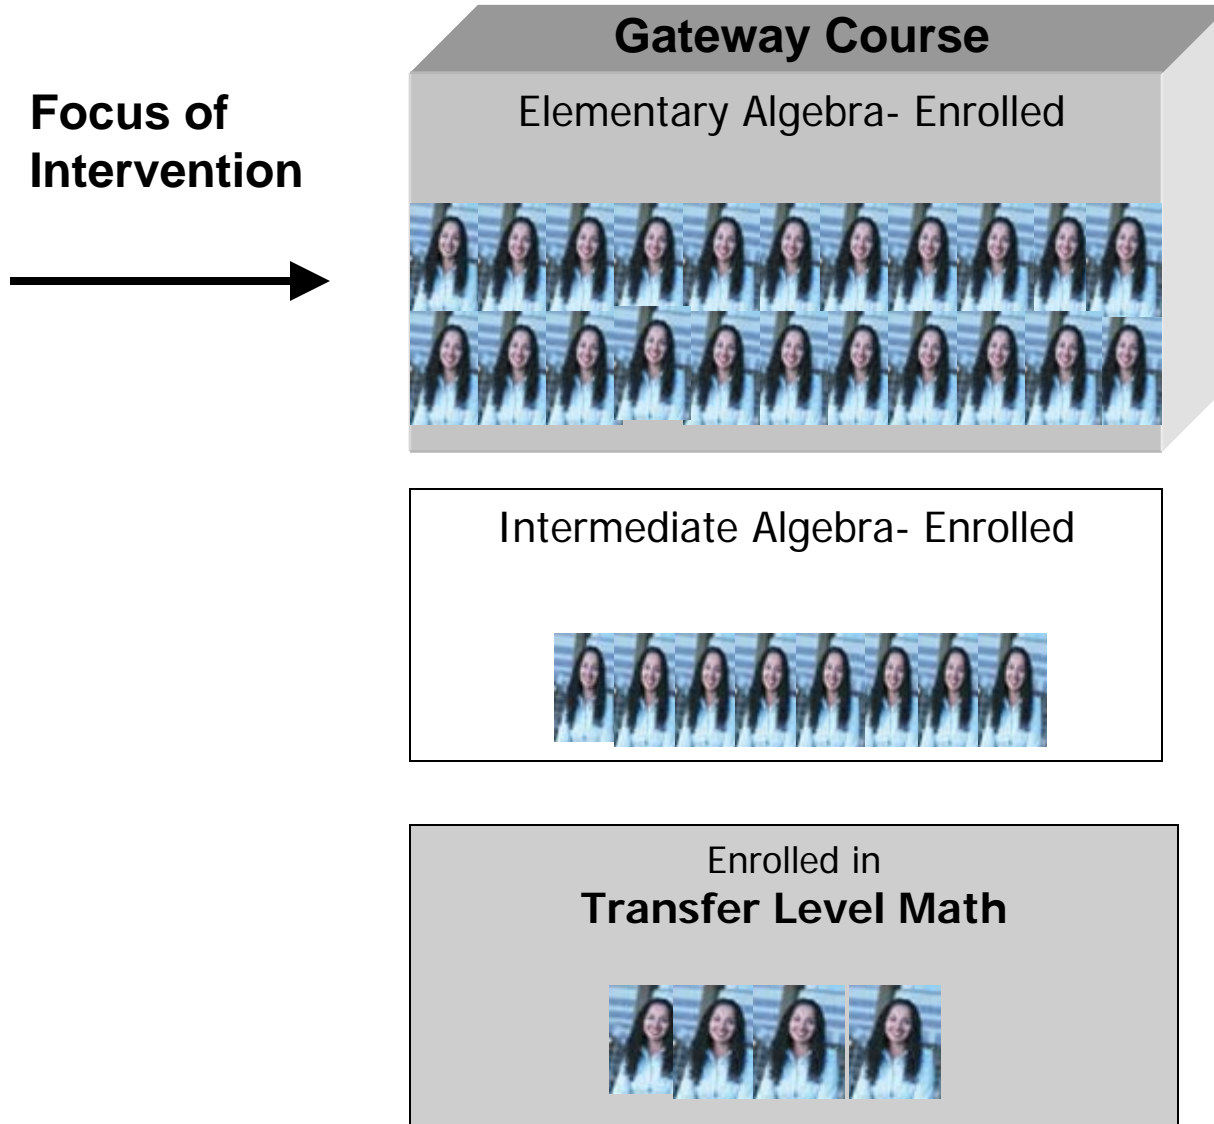 Gateway Course
Focus of
Intervention
Elementary Algebra- Enrolled
Intermediate Algebra- Enrolled
Enrolled in
Transfer Level Math